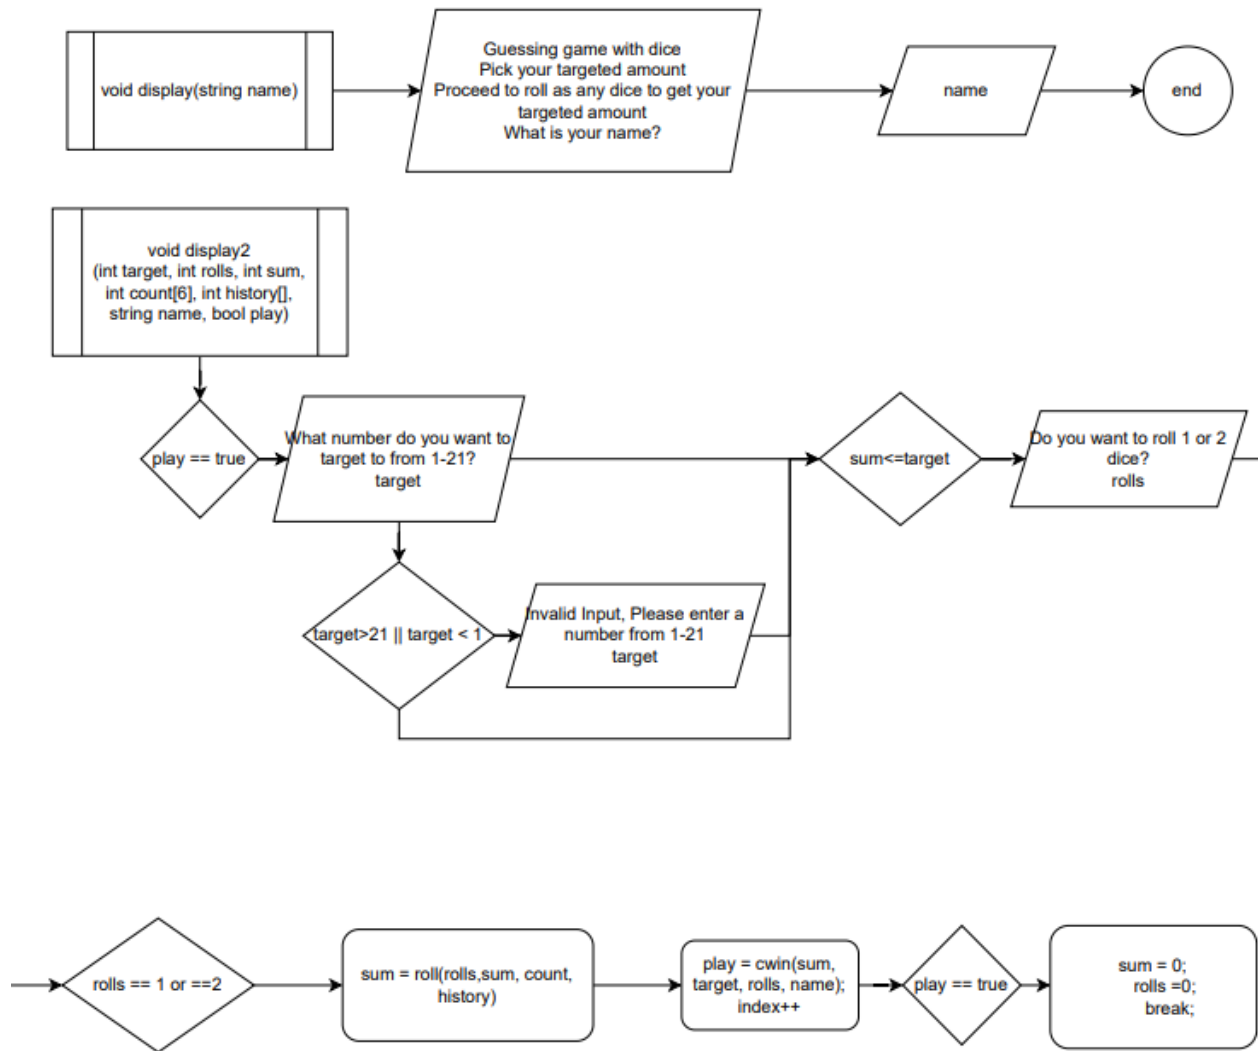 void display(string name)
Guessing game with dice
Pick your targeted amount
Proceed to roll as any dice to get your
targeted amount
What is your name?
name
end
void display2
(int target, int rolls, int sum,
int count[6], int history[],
string name, bool play)
play == true
What number do you want to
target to from 1-21?
target
sum<=target
Do you want to roll 1 or 2
dice?
rolls
target>21 || target < 1
Invalid Input, Please enter a
number from 1-21
target
rolls == 1 or ==2
sum = roll(rolls,sum, count,
history)
play = cwin(sum,
target, rolls, name);
index++
play == true
sum = 0;
rolls =0;
break;